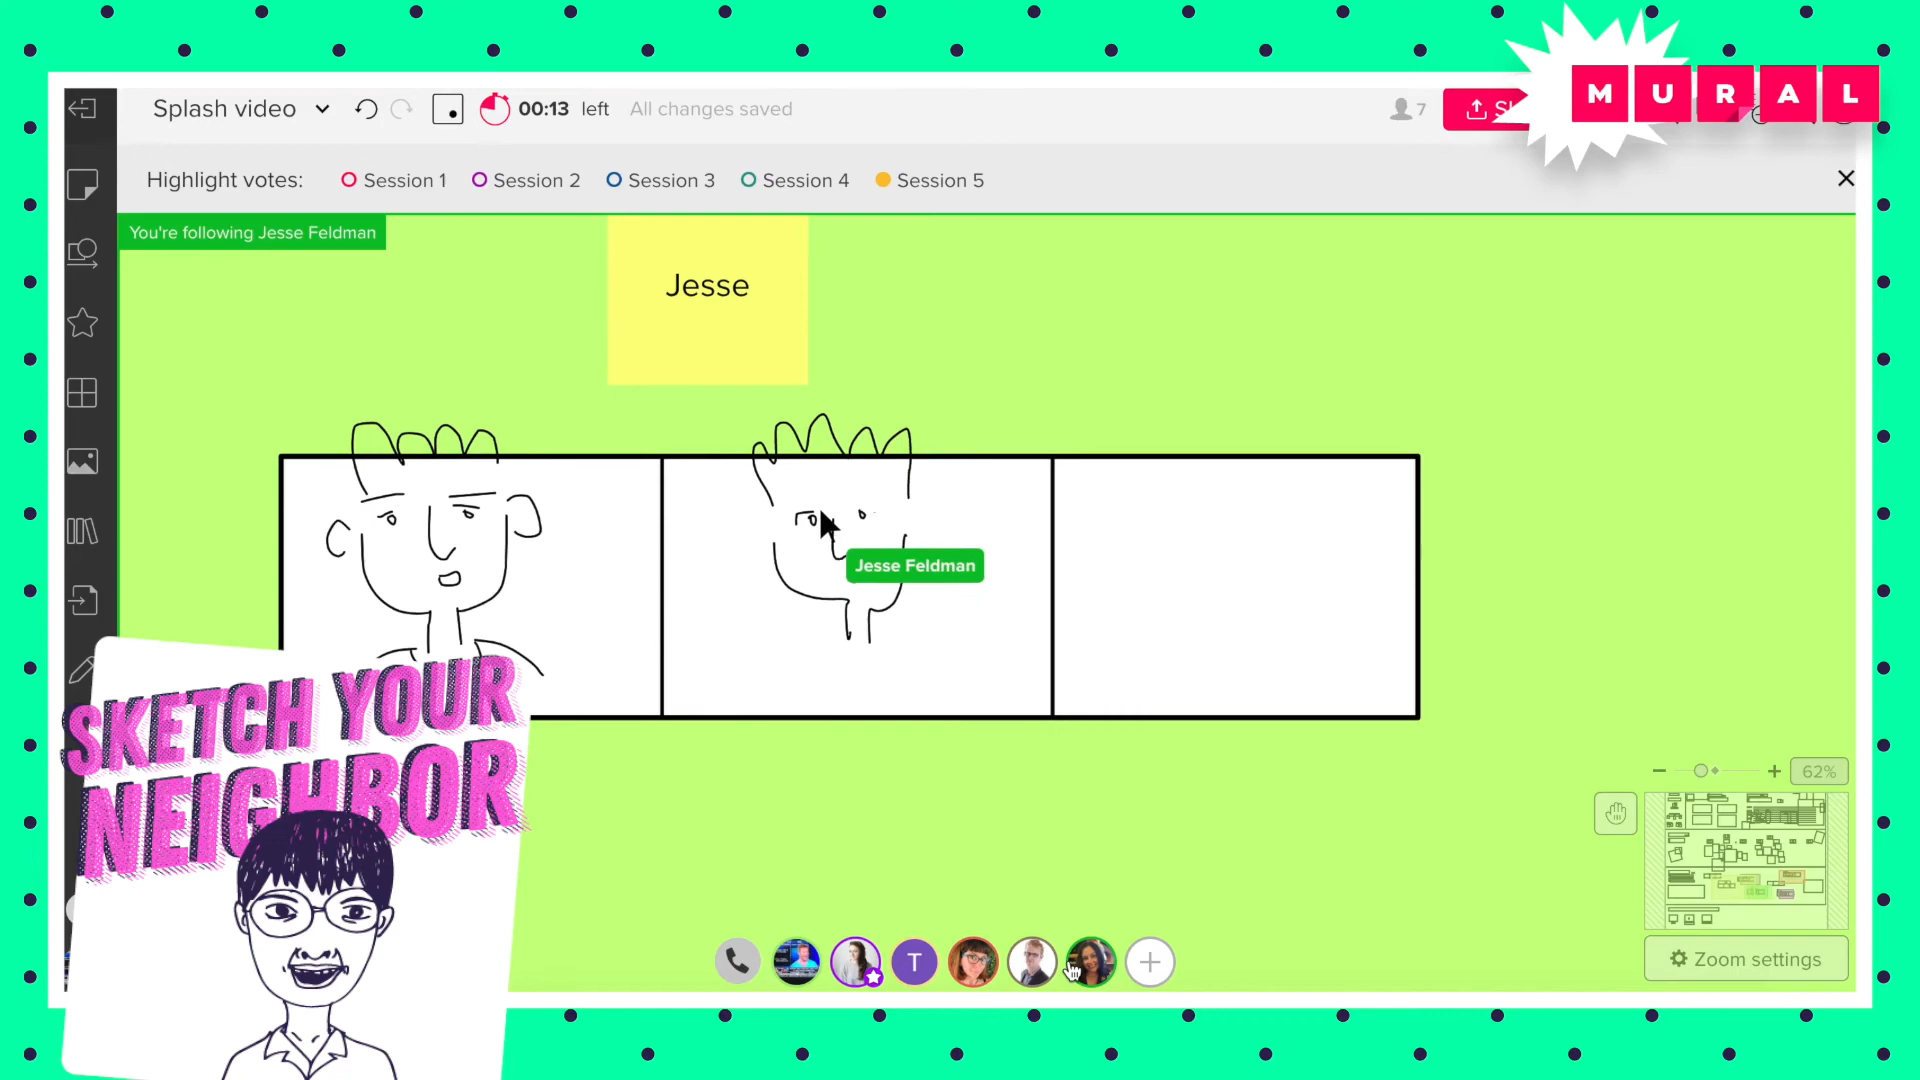 MURAL
Splash video
00:13 left
All changes saved
7
Highlight votes:
Session 1
Session 2
Session 3
Session 4
Session 5
You're following Jesse Feldman
Jesse
Jesse Feldman
SKETCH YOUR
NEIGHBOR
62%
T
Zoom settings